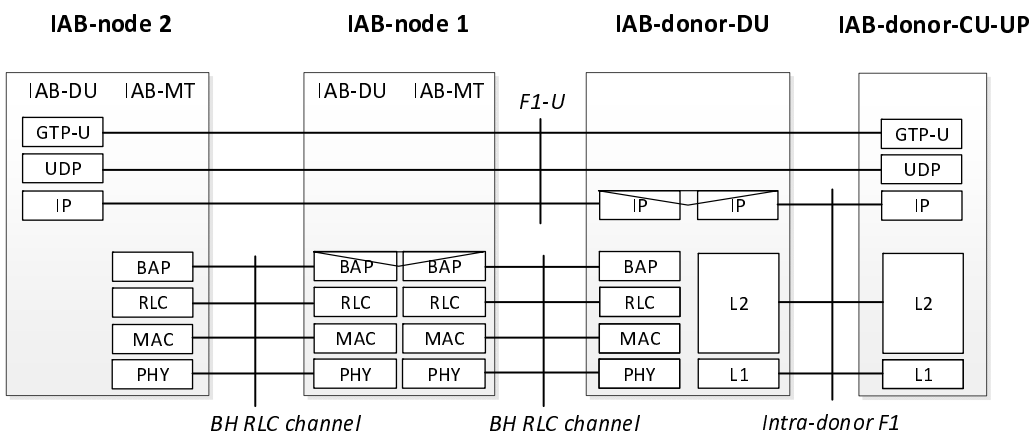 IAB-node 2 IAB-node 1 IAB-donor-DU IAB-donor-CU-UP
IAB-DU IAB-MT IAB-DU IAB-MT
F1-U
GTP-U GTP-U
UDP UDP
IP IP IP IP
BAP BAP BAP BAP
RLC RLC RLC RLC L2 L2
MAC MAC MAC MAC
PHY PHY PHY PHY L1 L1
BH RLC channel BH RLC channel Intra-donor F1